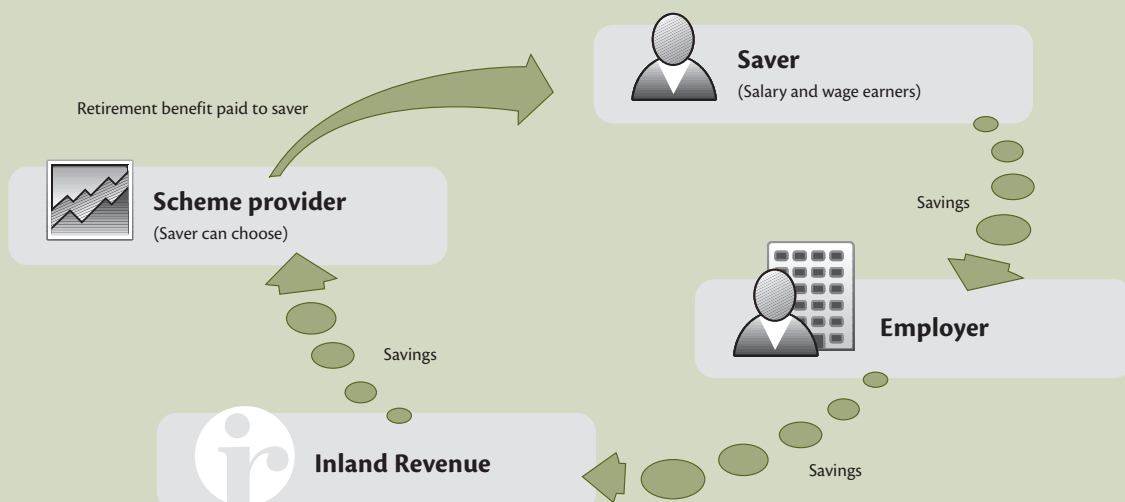 Saver
(Salary and wage earners)
Retirement benefit paid to saver
Scheme provider
(Saver can choose)
Savings
Employer
Savings
ir
Inland Revenue
Savings